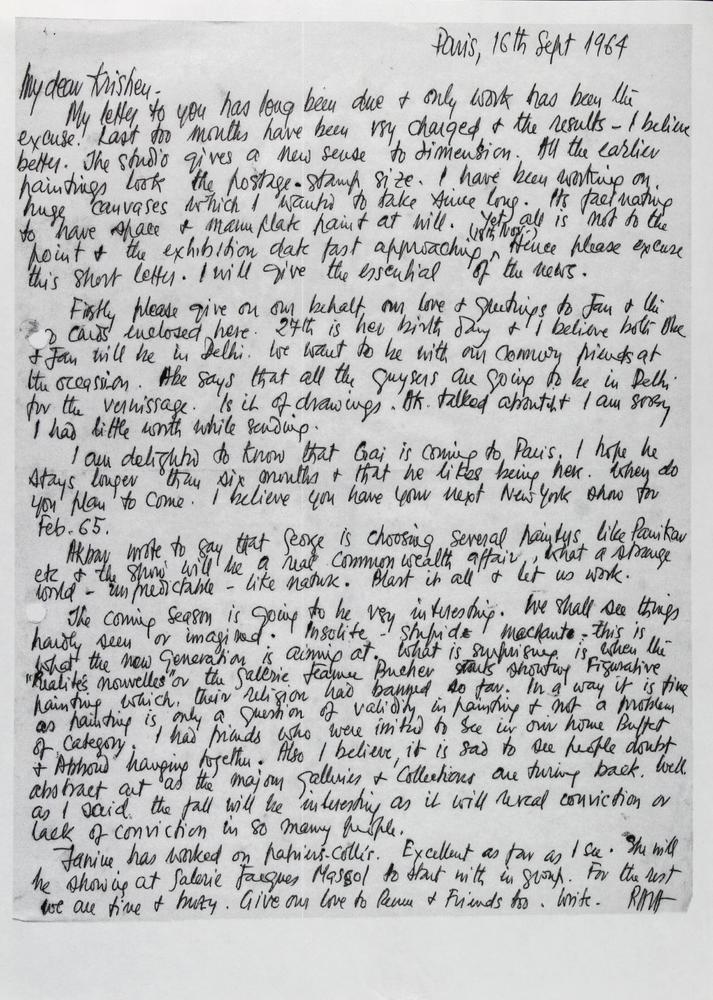 Paris, 16th Sept 1964
My dear Krishen -
My letter to you has long been due & only work has been the
excuse. Last two months have been very charged & the results - I believe
better. The studio gives a new sense to dimension. All the earlier
paintings look the postage-stamp size. I have been working on
huge canvases which I wanted to take since long. Its fascinating
to have space & manuplate paint at will. Yet, all is not to the
(18th Nov.)
point & the exhibition date fast approaching, Hence please excuse
this short letter. I will give the essential of the news.
Firstly please give on our behalf our love & greetings to Jan & the
cards enclosed here. 27th is her birth day & I believe both Abe
& Jan will be in Delhi. We want to be with our common friends at
the occassion. Abe says that all the guysers are going to be in Delhi
for the vernissage. Is it of drawings. Ak. talked about it & I am sorry
I had little worth while sending.
I am delighted to know that Gai is coming to Paris. I hope he
stays longer than six months & that he likes being here. When do
you plan to come. I believe you have your next New York show for
Feb. 65.
Akbar wrote to say that George is choosing several painters, like Panikar
etc & the show will be a real Commonwealth affair, what a strange
world - unpredictable - like nature. Blast it all & let us work.
The coming season is going to be very interesting. We shall see things
hardly seen or imagined. Insolite - stupide machante - this is
what the new Generation is aiming at. What is surprising is when the
"Realités nouvelles" or the Galerie Jeanne Bucher starts showing Figurative
painting which, their religion had banned so far. In a way it is fine
as painting is only a question of validity in painting & not a problem
of category. I had friends who were irrited to see in our home Buffet
& Abboud hanging together. Also I believe, it is sad to see people doubt
abstract art as the major galleries & Collections are turing back. Well.
as I said the fall will be interesting as it will reveal conviction or
lack of conviction in so many people.
Janine has worked on papiers-collés. Excellent as far as I see. She will
be showing at Galerie Jacques Massol to start with in group. For the rest
we are fine & busy. Give our love to Renu & Friends too. Write. RAZA